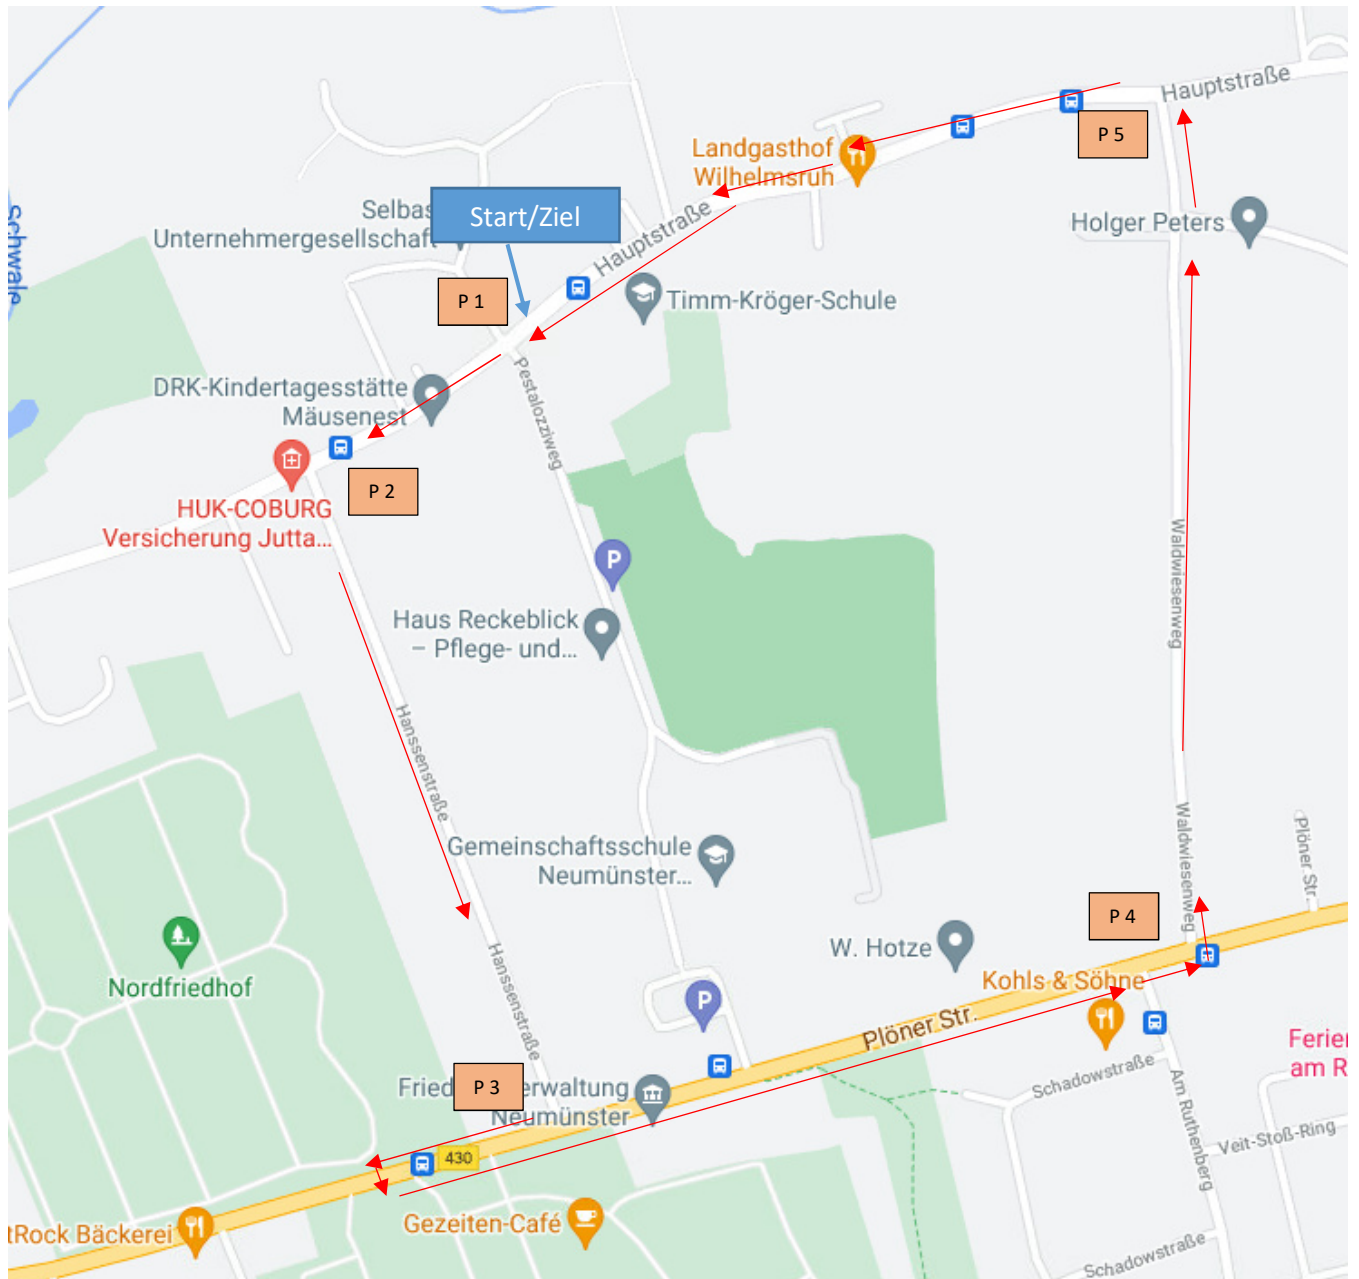 Hauptstraße
P 5
Landgasthof
Wilhelmsruh
Schwale
Selbas
Unternehmergesellschaft
Start/Ziel
Hauptstraße
Holger Peters
P 1
Timm-Kröger-Schule
DRK-Kindertagesstätte
Mäusenest
Pestalozziweg
P 2
HUK-COBURG
Versicherung Jutta...
P
Waldwiesenweg
Haus Reckeblick
– Pflege- und...
Hanssenstraße
Waldwiesenweg
Plöner Str.
Gemeinschaftsschule
Neumünster...
P 4
Nordfriedhof
W. Hotze
Hanssenstraße
Kohls & Söhne
P
Plöner Str.
Ferier
am R
P 3
Fried erwaltung
Neumünster
Schadowstraße
Am Ruthenberg
Veit-Stoß-Ring
430
tRock Bäckerei
Gezeiten-Café
Schadowstraße